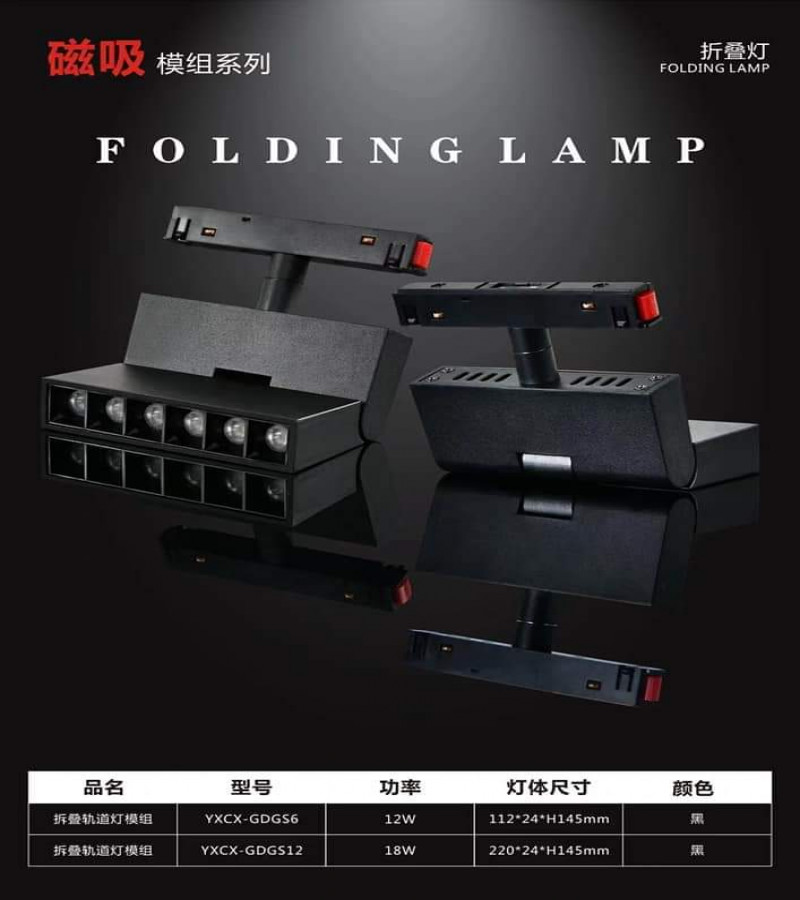 磁吸 模组系列
折叠灯
FOLDING LAMP
FOLDING LAMP
品名 型号 功率 灯体尺寸 颜色
拆叠轨道灯模组 YXCX-GDGS6 12W 112*24*H145mm 黑
拆叠轨道灯模组 YXCX-GDGS12 18W 220*24*H145mm 黑